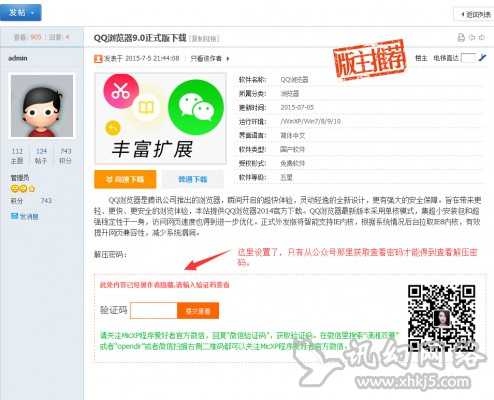 发帖
返回列表
查看: 905 | 回复: 4
QQ浏览器9.0正式版下载 [复制链接]
admin
发表于 2015-7-5 21:44:08 只看该作者
楼主 电梯直达
112 124 743
主题 帖子 积分
管理员
积分 743
发消息
丰富扩展
高速下载 普通下载
版主推荐
软件名称: QQ浏览器
所属分类: 浏览器
更新时间: 2015-07-05
运行环境: /WinXP/Win7/8/9/10
界面语言: 简体中文
软件类型: 国产软件
授权形式: 免费软件
软件等级: 五星
QQ浏览器是腾讯公司推出的浏览器，瞬间开启的超快体验，灵动轻逸的全新设计，更有强大的安全保障，旨在带来更
轻、更快、更安全的浏览体验，本站提供QQ浏览器2014官方下载。QQ浏览器最新版本采用单核模式，集超小安装包和超
强稳定性于一身，访问网页速度也得到进一步优化。正式外发版将智能支持IE内核，根据系统情况后台拉取IE8内核，有效
提升网页兼容性，减少系统崩溃。
解压密码:
这里设置了，只有从公众号那里获取查看密码才能得到查看解压密
码。
此处内容已经被作者隐藏,请输入验证码查看
验证码 提交查看
请关注MicXP程序爱好者官方微信，回复“微信验证码”，获取验证码。在微信里搜索
或者“opendr”或者微信扫描右侧二维码都可以关注MicXP程序爱好者官方微信。
讯幻网络
www.xhkj5.com